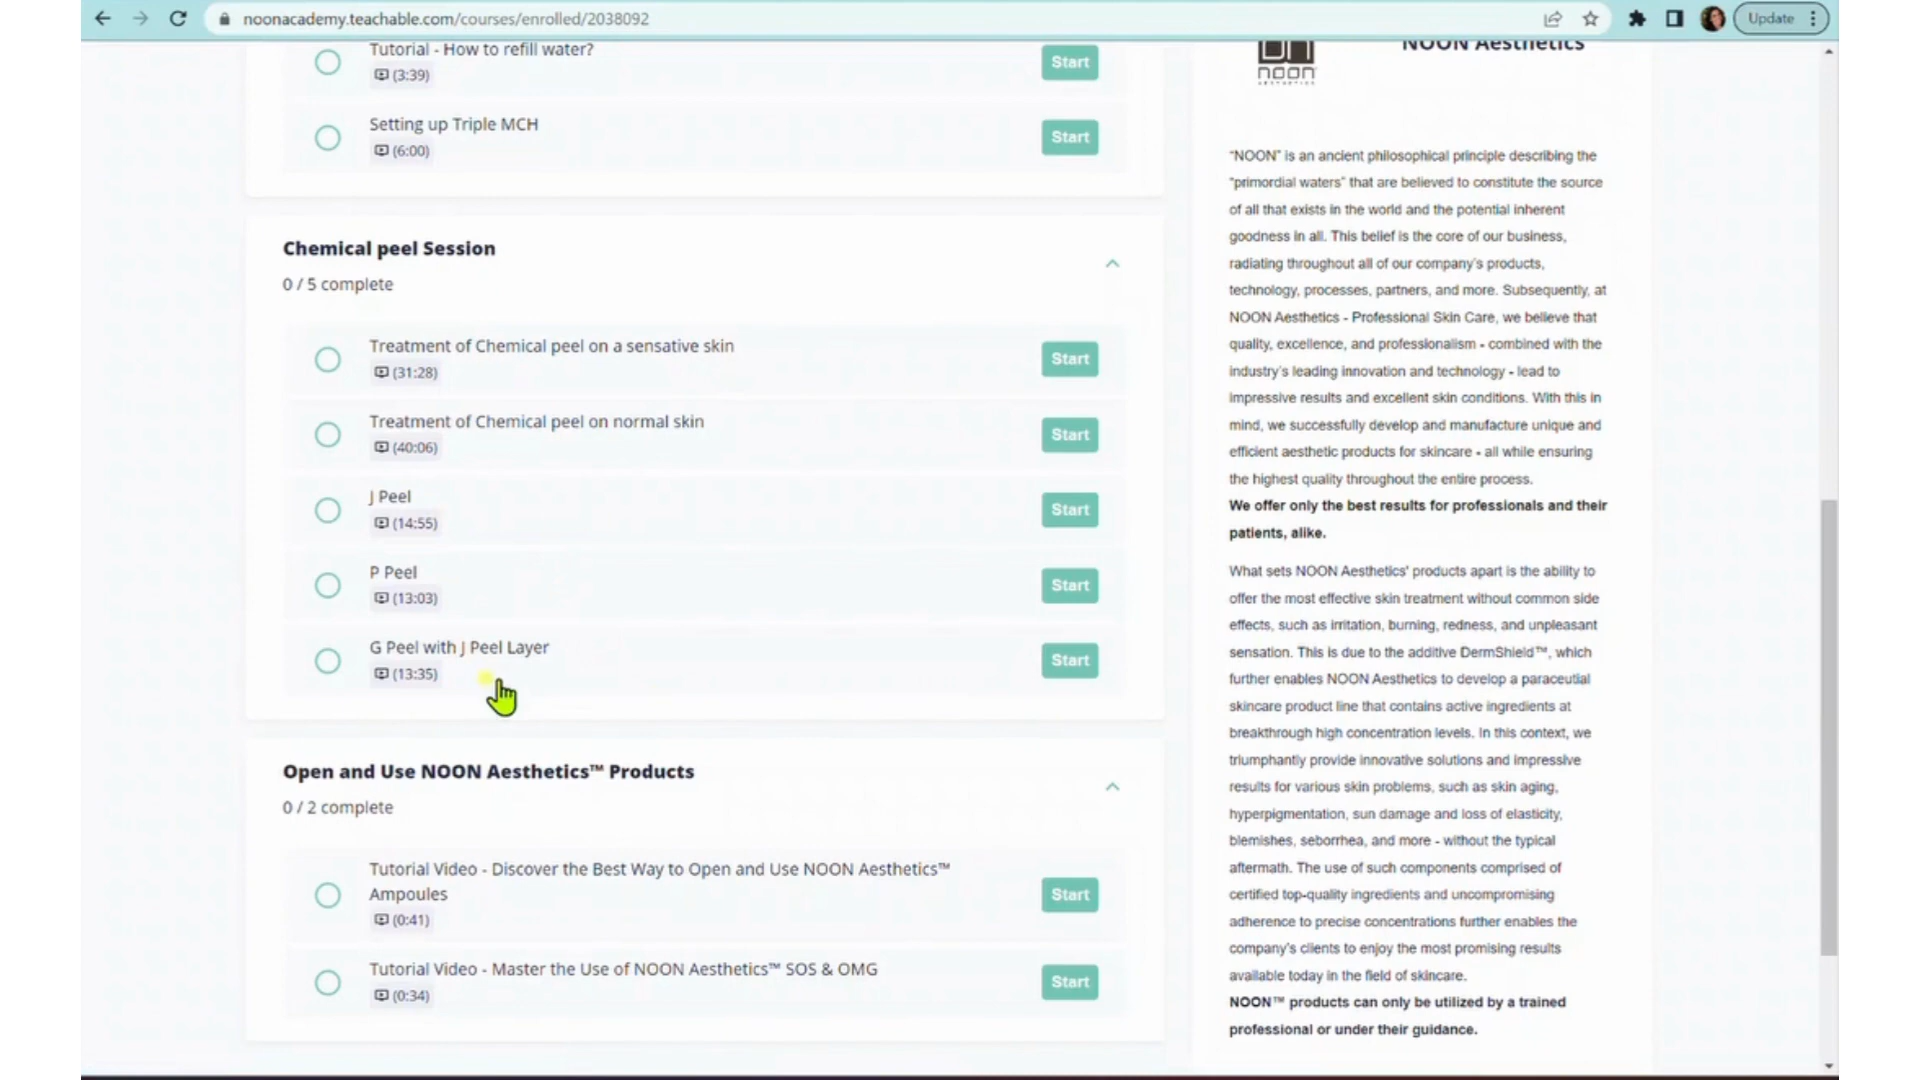 noonacademy.teachable.com/courses/enrolled/2038092
Update
Tutorial - How to refill water?
(3:39)
Start
Setting up Triple MCH
(6:00)
Start
Chemical peel Session
0 / 5 complete
Treatment of Chemical peel on a sensative skin
(31:28)
Start
Treatment of Chemical peel on normal skin
(40:06)
Start
J Peel
(14:55)
Start
P Peel
(13:03)
Start
G Peel with J Peel Layer
(13:35)
Start
Open and Use NOON Aesthetics™ Products
0 / 2 complete
Tutorial Video - Discover the Best Way to Open and Use NOON Aesthetics™
Ampoules
(0:41)
Start
Tutorial Video - Master the Use of NOON Aesthetics™ SOS & OMG
(0:34)
Start
noon
AESTHETICS
NOON Aesthetics
“NOON” is an ancient philosophical principle describing the
“primordial waters” that are believed to constitute the source
of all that exists in the world and the potential inherent
goodness in all. This belief is the core of our business,
radiating throughout all of our company's products,
technology, processes, partners, and more. Subsequently, at
NOON Aesthetics - Professional Skin Care, we believe that
quality, excellence, and professionalism - combined with the
industry's leading innovation and technology - lead to
impressive results and excellent skin conditions. With this in
mind, we successfully develop and manufacture unique and
efficient aesthetic products for skincare - all while ensuring
the highest quality throughout the entire process.
We offer only the best results for professionals and their
patients, alike.
What sets NOON Aesthetics' products apart is the ability to
offer the most effective skin treatment without common side
effects, such as irritation, burning, redness, and unpleasant
sensation. This is due to the additive DermShield™, which
further enables NOON Aesthetics to develop a paraceutial
skincare product line that contains active ingredients at
breakthrough high concentration levels. In this context, we
triumphantly provide innovative solutions and impressive
results for various skin problems, such as skin aging,
hyperpigmentation, sun damage and loss of elasticity,
blemishes, seborrhea, and more - without the typical
aftermath. The use of such components comprised of
certified top-quality ingredients and uncompromising
adherence to precise concentrations further enables the
company's clients to enjoy the most promising results
available today in the field of skincare.
NOON™ products can only be utilized by a trained
professional or under their guidance.